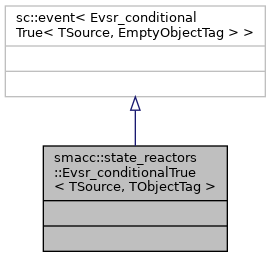 sc::event< Evsr_conditional
True< TSource, EmptyObjectTag > >
smacc::state_reactors
::Evsr_conditionalTrue
< TSource, TObjectTag >